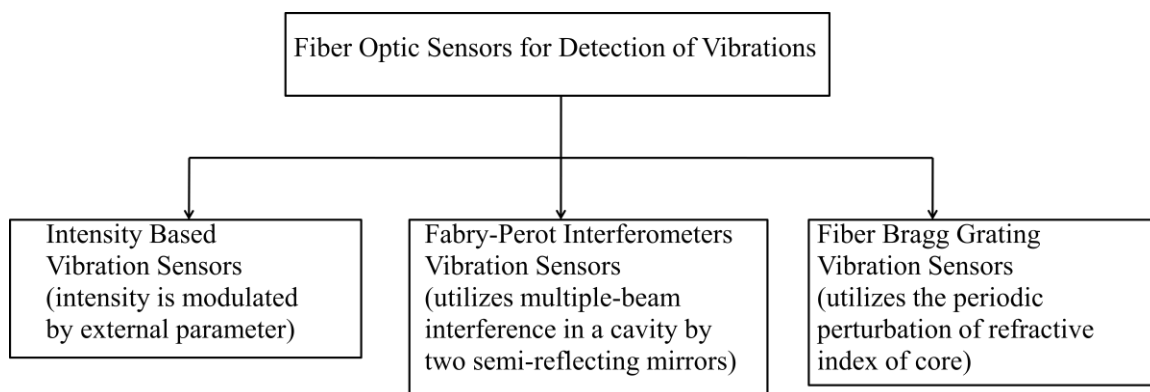 Fiber Optic Sensors for Detection of Vibrations
Intensity Based
Vibration Sensors
(intensity is modulated
by external parameter)
Fabry-Perot Interferometers
Vibration Sensors
(utilizes multiple-beam
interference in a cavity by
two semi-reflecting mirrors)
Fiber Bragg Grating
Vibration Sensors
(utilizes the periodic
perturbation of refractive
index of core)